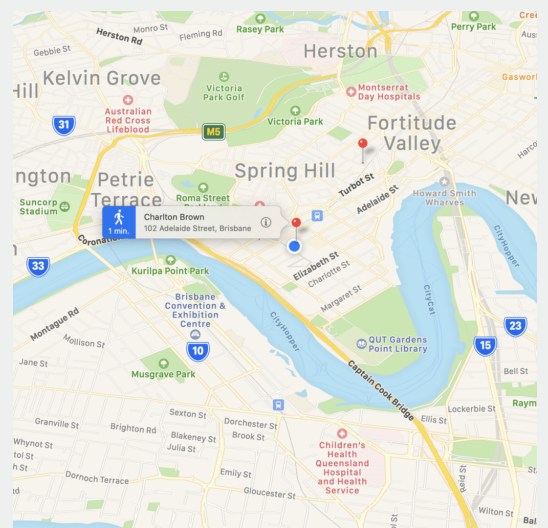 Monro St
Herston Rd
Fleming Rd
Rasey Park
Perry Park
Gebbie St
Herston
Kelvin Grove
Victoria
Park Golf
Montserrat
Day Hospitals
Australian
Red Cross
Lifeblood
31
M5
Victoria Park
Fortitude
Valley
Spring Hill
Petrie
Terrace
Turbot St
Adelaide St
Howard Smith
Wharves
Suncorp
Stadium
Roma Street
1 min.
Charlton Brown
102 Adelaide Street, Brisbane
33
Kurilpa Point Park
Elizabeth St
Charlotte St
Margaret St
CityHopper
CityCat
CityHopper
Brisbane
Convention &
Exhibition
Centre
Montague Rd
Mollison St
10
QUT Gardens
Point Library
23
15
Jane St
Musgrave Park
Captain Cook Bridge
Bell St
Lockerbie St
Ellis St
Sexton St
Dorchester St
Granville St
Brighton Rd
Blakeney St
Brook St
Julia St
Children's
Health
Queensland
Hospital
and Health
Service
Whynot St
Dornoch Terrace
Emily St
Gloucester St
Wilton St